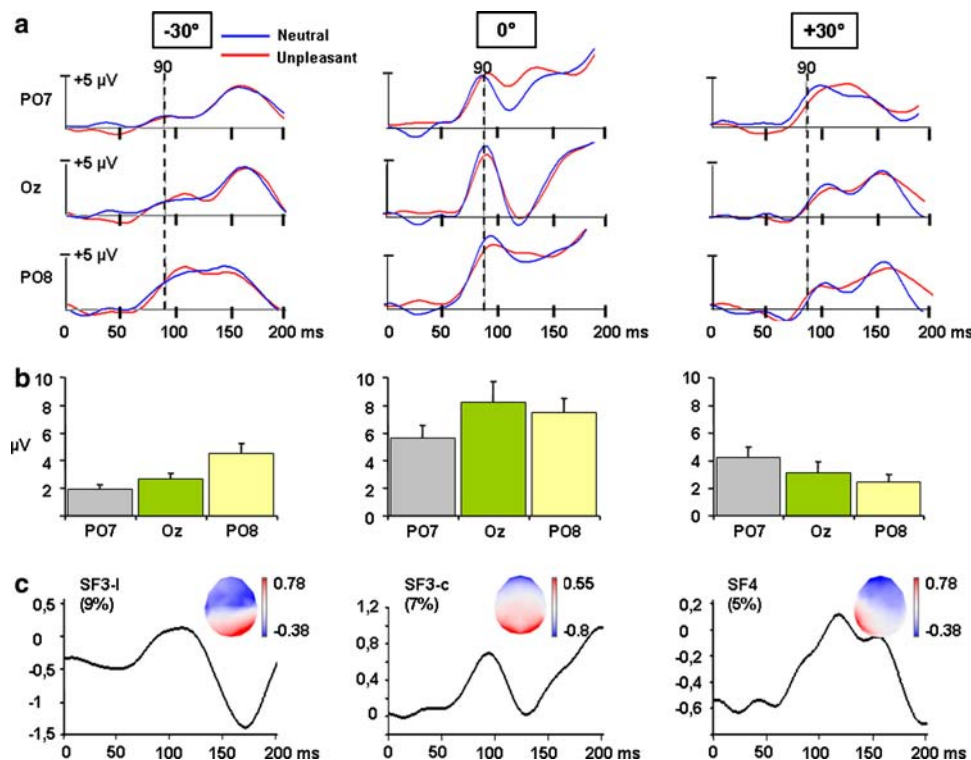 a
-30°
0°
+30°
Neutral
Unpleasant
90
90
90
PO7
+5 µV
Oz
+5 µV
PO8
+5 µV
0 50 100 150 200 ms
0 50 100 150 200 ms
0 50 100 150 200 ms
b
µV
10
8
6
4
2
PO7 Oz PO8
10
8
6
4
2
0
PO7 Oz PO8
10
8
6
4
2
0
PO7 Oz PO8
c
SF3-l
(9%)
0.78
-0.38
0,5
0
-0,5
-1
-1,5
0 50 100 150 200 ms
SF3-c
(7%)
0.55
-0.8
1,2
0,8
0,4
0
0 50 100 150 200 ms
SF4
(5%)
0.78
-0.38
0,2
0
-0,2
-0,4
-0,6
0 50 100 150 200 ms